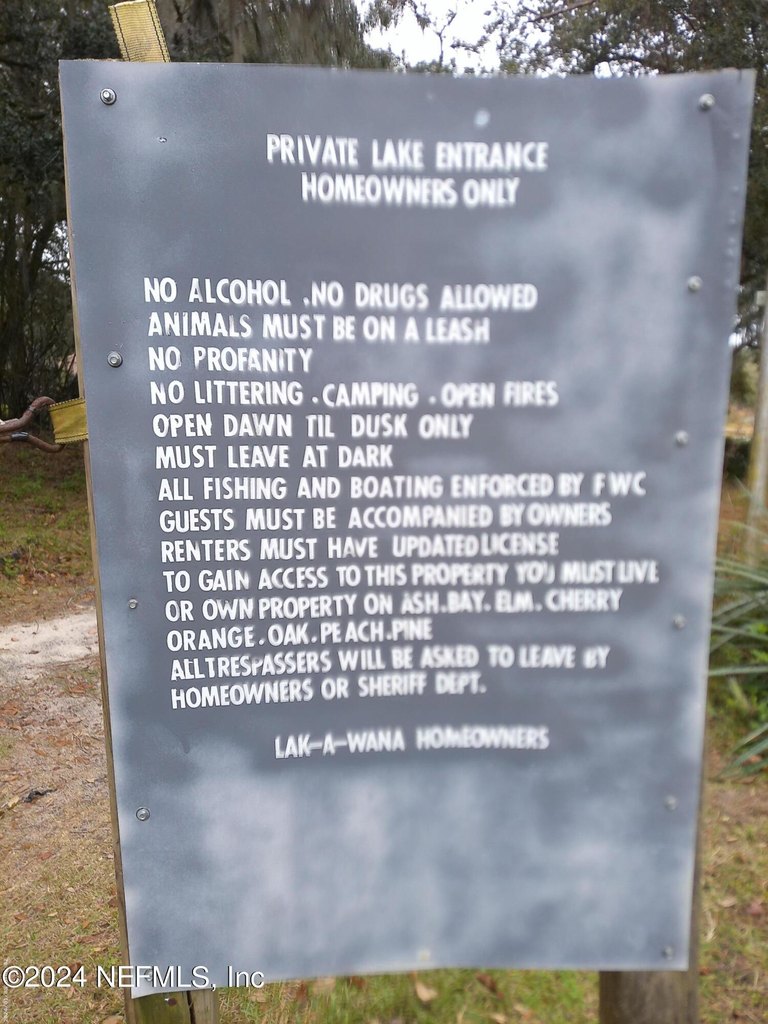 PRIVATE LAKE ENTRANCE
HOMEOWNERS ONLY
NO ALCOHOL . NO DRUGS ALLOWED
ANIMALS MUST BE ON A LEASH
NO PROFANITY
NO LITTERING . CAMPING . OPEN FIRES
OPEN DAWN TIL DUSK ONLY
MUST LEAVE AT DARK
ALL FISHING AND BOATING ENFORCED BY FWC
GUESTS MUST BE ACCOMPANIED BY OWNERS
RENTERS MUST HAVE UPDATED LICENSE
TO GAIN ACCESS TO THIS PROPERTY YOU MUST LIVE
OR OWN PROPERTY ON ASH . BAY . ELM . CHERRY
ORANGE . OAK . PEACH . PINE
ALL TRESPASSERS WILL BE ASKED TO LEAVE BY
HOMEOWNERS OR SHERIFF DEPT.
LAK-A-WANA HOMEOWNERS
©2024 NEFMLS, Inc